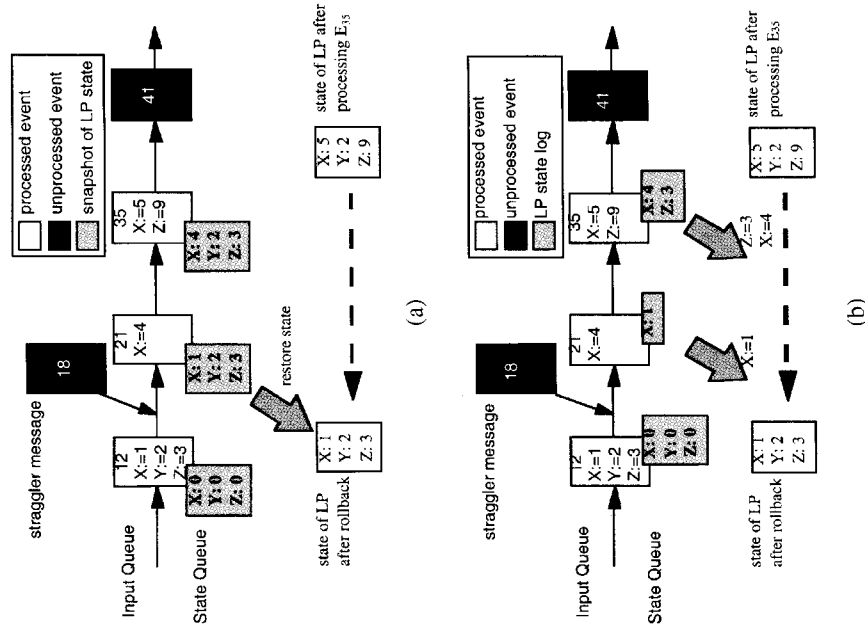 processed event
unprocessed event
snapshot of LP state
straggler message
18
Input Queue
12
X:=1
Y:=2
Z:=3
21
X:=4
35
X:=5
Z:=9
41
State Queue
X: 0
Y: 0
Z: 0
X: 1
Y: 2
Z: 3
X: 4
Y: 2
Z: 3
restore state
state of LP
after rollback
X: 1
Y: 2
Z: 3
X: 5
Y: 2
Z: 9
state of LP after
processing E35
(a)
processed event
unprocessed event
LP state log
straggler message
18
Input Queue
12
X:=1
Y:=2
Z:=3
21
X:=4
35
X:=5
Z:=9
41
State Queue
X: 0
Y: 0
Z: 0
X: 1
X: 4
Z: 3
X:=1
Z:=3
X:=4
state of LP
after rollback
X: 1
Y: 2
Z: 3
X: 5
Y: 2
Z: 9
state of LP after
processing E35
(b)